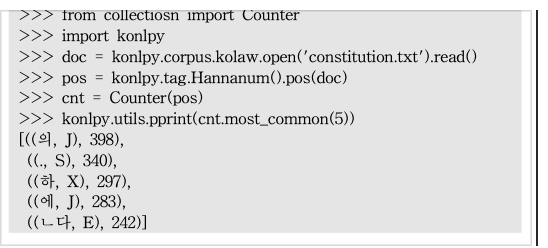 >>> from collectiosn import Counter
>>> import konlpy
>>> doc = konlpy.corpus.kolaw.open('constitution.txt').read()
>>> pos = konlpy.tag.Hannanum().pos(doc)
>>> cnt = Counter(pos)
>>> konlpy.utils.pprint(cnt.most_common(5))
[((의, J), 398),
((., S), 340),
((하, X), 297),
((에, J), 283),
((ㄴ다, E), 242)]